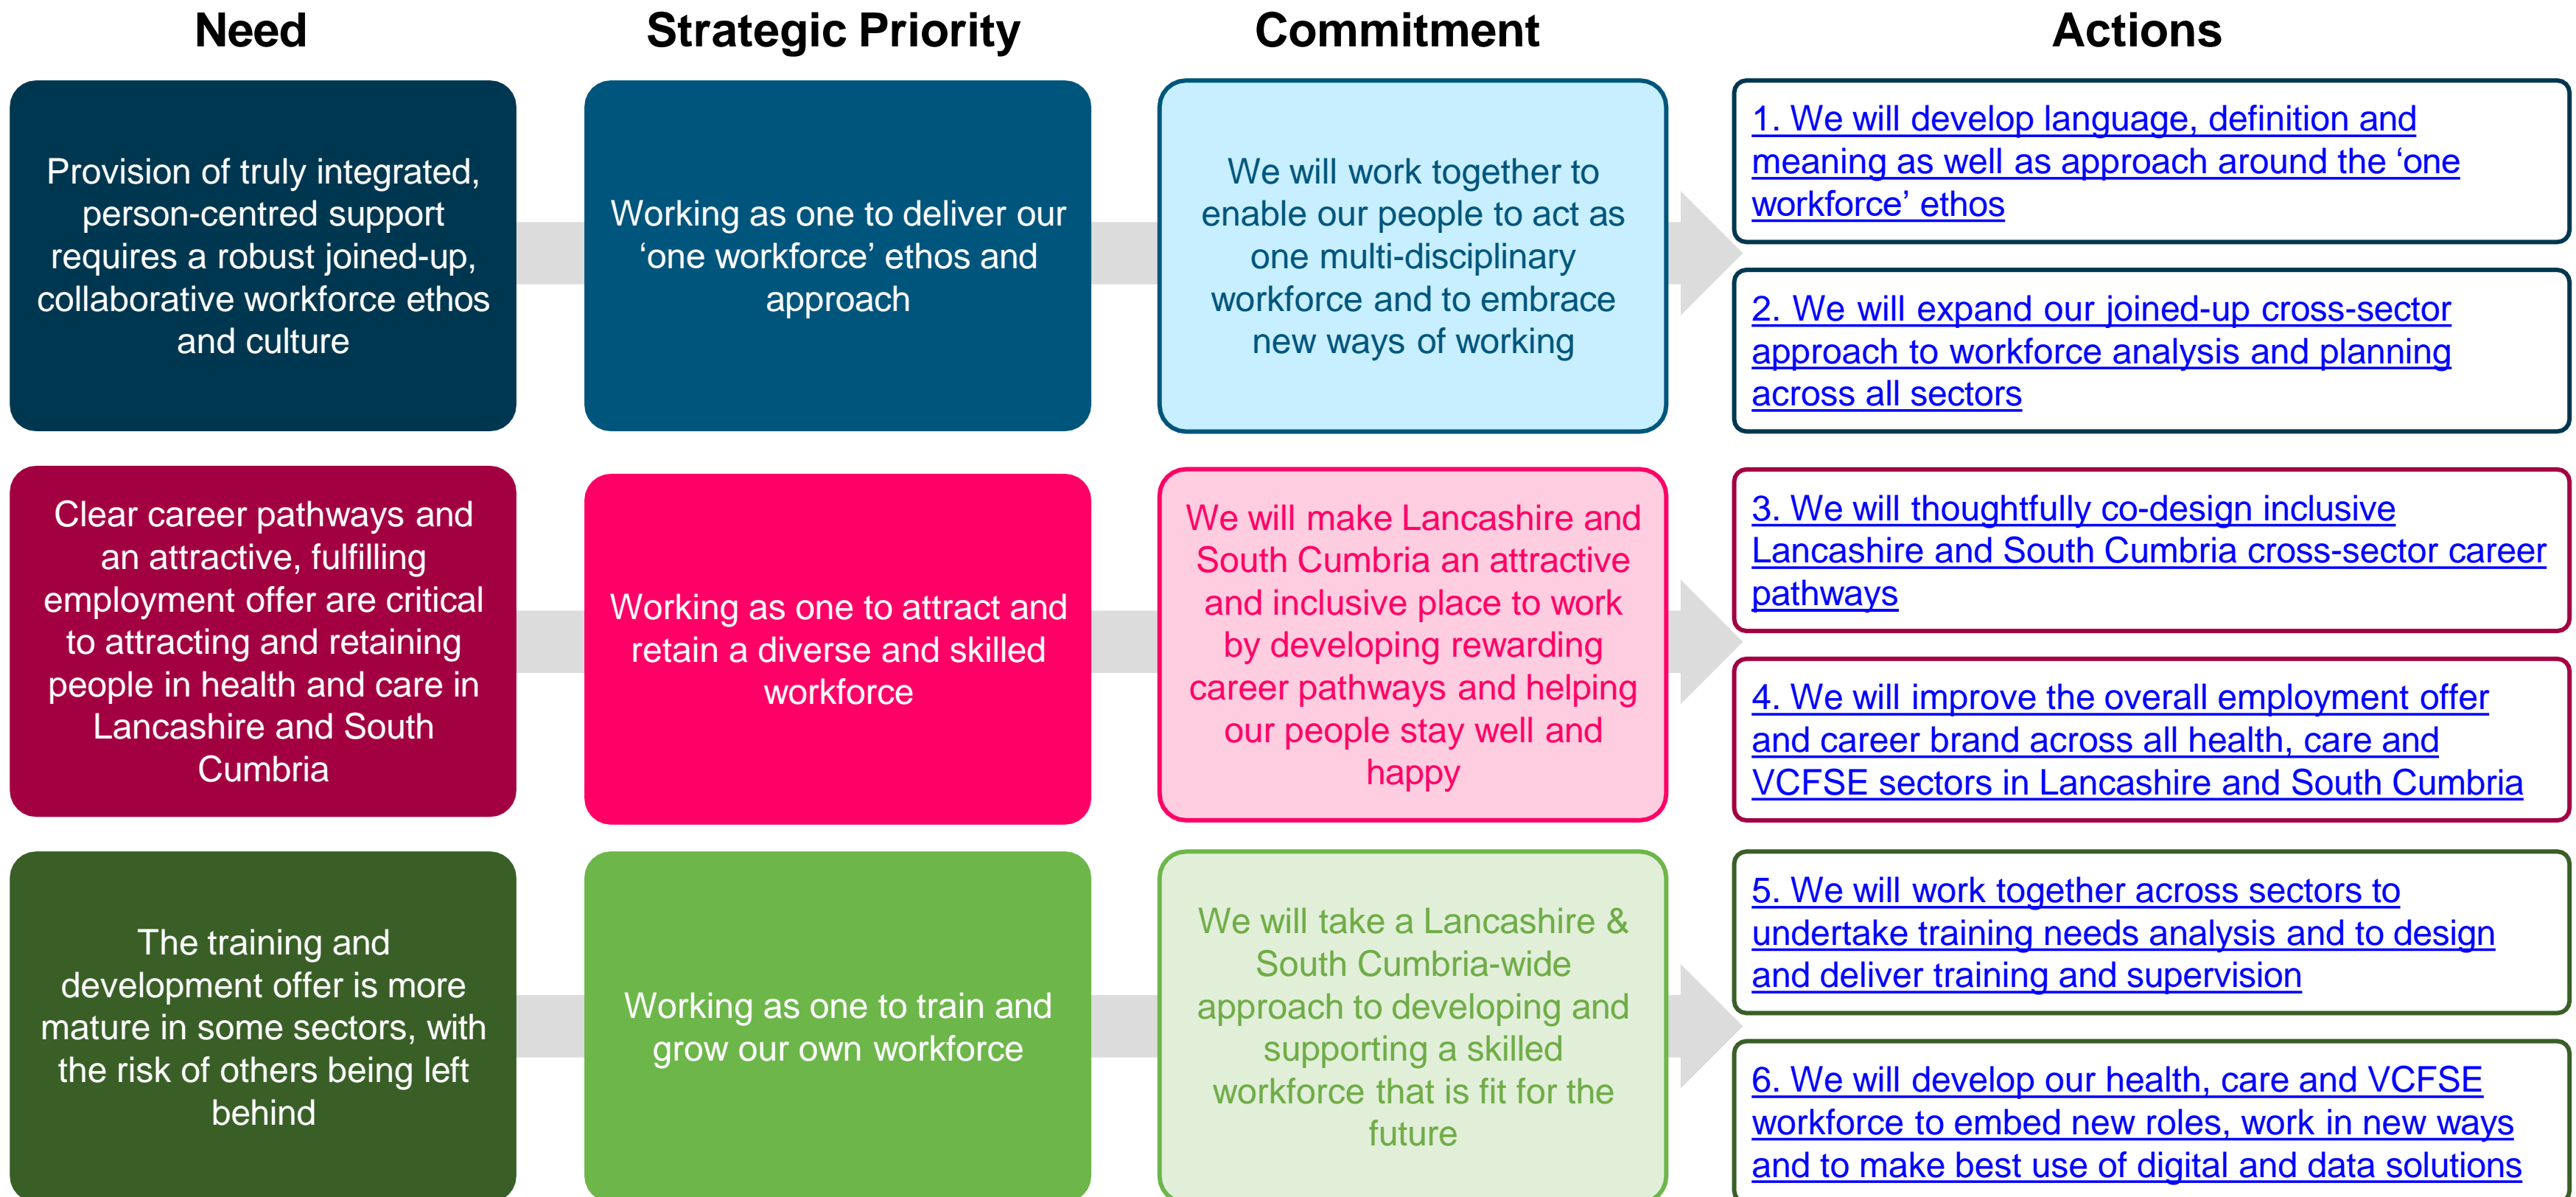 Need
Strategic Priority
Commitment
Actions
Provision of truly integrated,
person-centred support
requires a robust joined-up,
collaborative workforce ethos
and culture
Working as one to deliver our
‘one workforce’ ethos and
approach
We will work together to
enable our people to act as
one multi-disciplinary
workforce and to embrace
new ways of working
1. We will develop language, definition and
meaning as well as approach around the ‘one
workforce’ ethos
2. We will expand our joined-up cross-sector
approach to workforce analysis and planning
across all sectors
Clear career pathways and
an attractive, fulfilling
employment offer are critical
to attracting and retaining
people in health and care in
Lancashire and South
Cumbria
Working as one to attract and
retain a diverse and skilled
workforce
We will make Lancashire and
South Cumbria an attractive
and inclusive place to work
by developing rewarding
career pathways and helping
our people stay well and
happy
3. We will thoughtfully co-design inclusive
Lancashire and South Cumbria cross-sector career
pathways
4. We will improve the overall employment offer
and career brand across all health, care and
VCFSE sectors in Lancashire and South Cumbria
The training and
development offer is more
mature in some sectors, with
the risk of others being left
behind
Working as one to train and
grow our own workforce
We will take a Lancashire &
South Cumbria-wide
approach to developing and
supporting a skilled
workforce that is fit for the
future
5. We will work together across sectors to
undertake training needs analysis and to design
and deliver training and supervision
6. We will develop our health, care and VCFSE
workforce to embed new roles, work in new ways
and to make best use of digital and data solutions